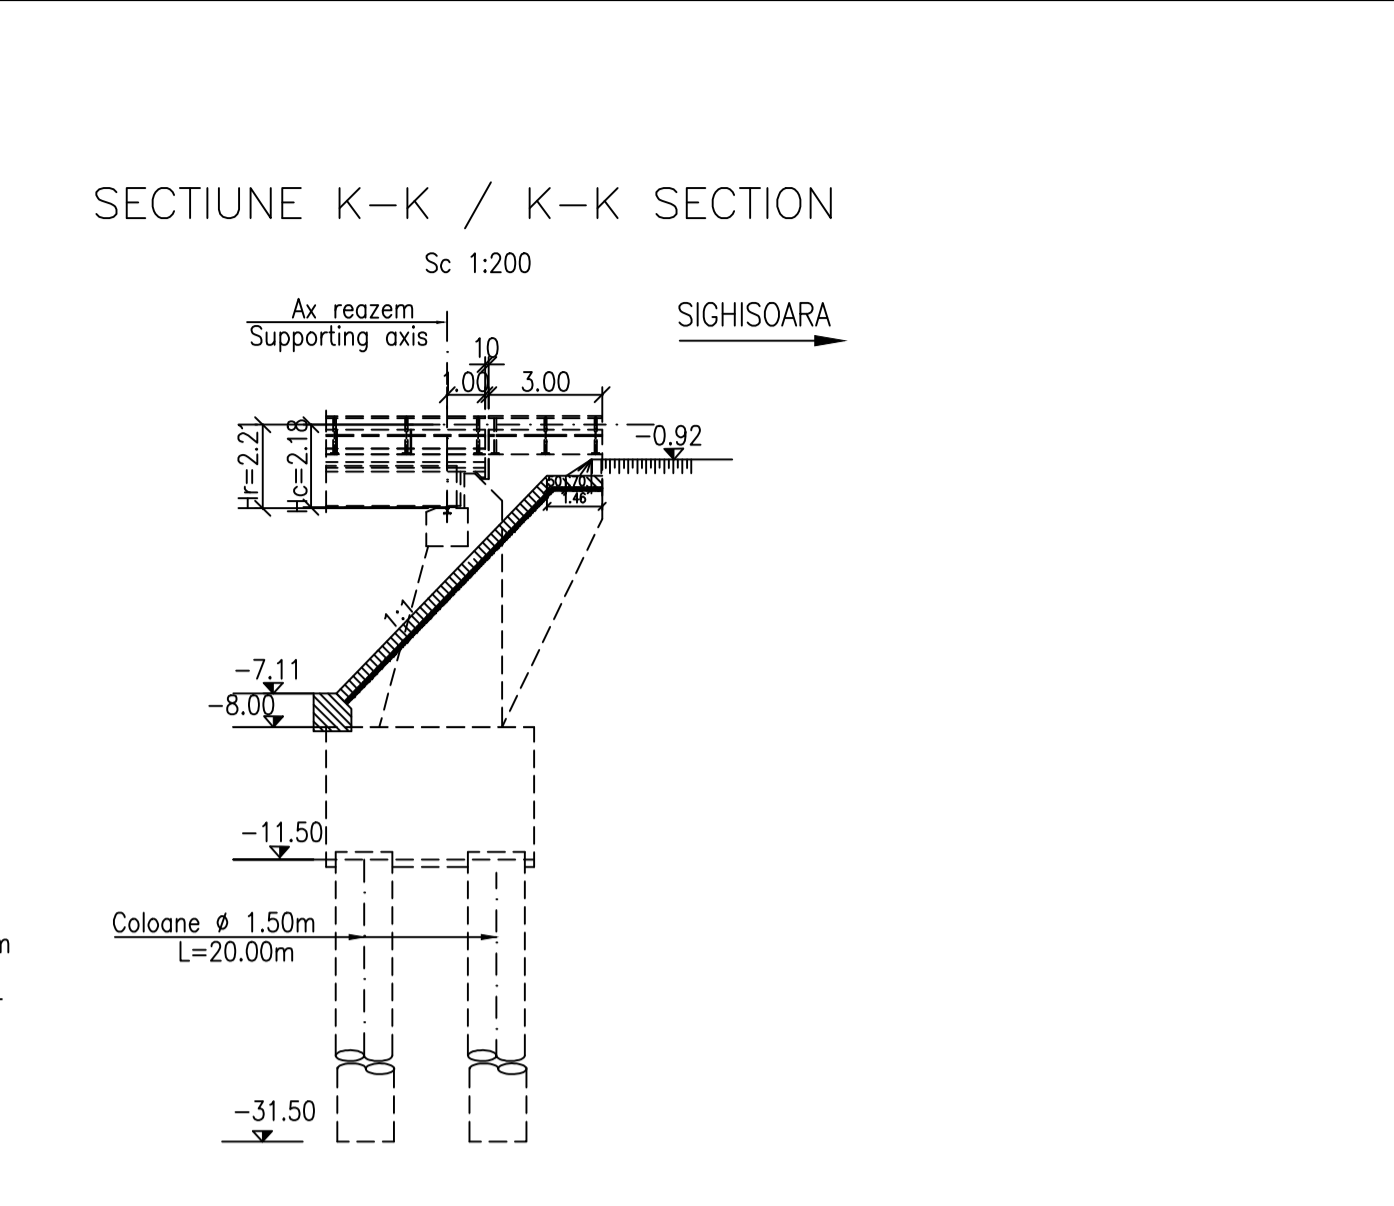 SECTIUNE K-K / K-K SECTION
Sc 1:200
Ax reazem
Supporting axis
SIGHISOARA
10
1.00
3.00
Hr=2.21
Hc=2.18
-0.92
50
70
1.46
1:1
-7.11
-8.00
-11.50
Coloane ø 1.50m
L=20.00m
m
-31.50